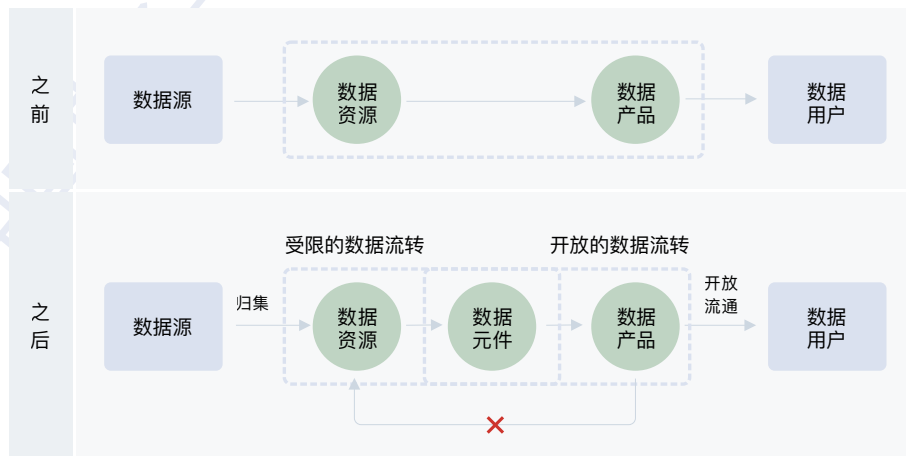 之
前
数据源
数据
资源
数据
产品
数据
用户
之
后
受限的数据流转
开放的数据流转
数据源
归集
数据
资源
数据
元件
数据
产品
开放
流通
数据
用户